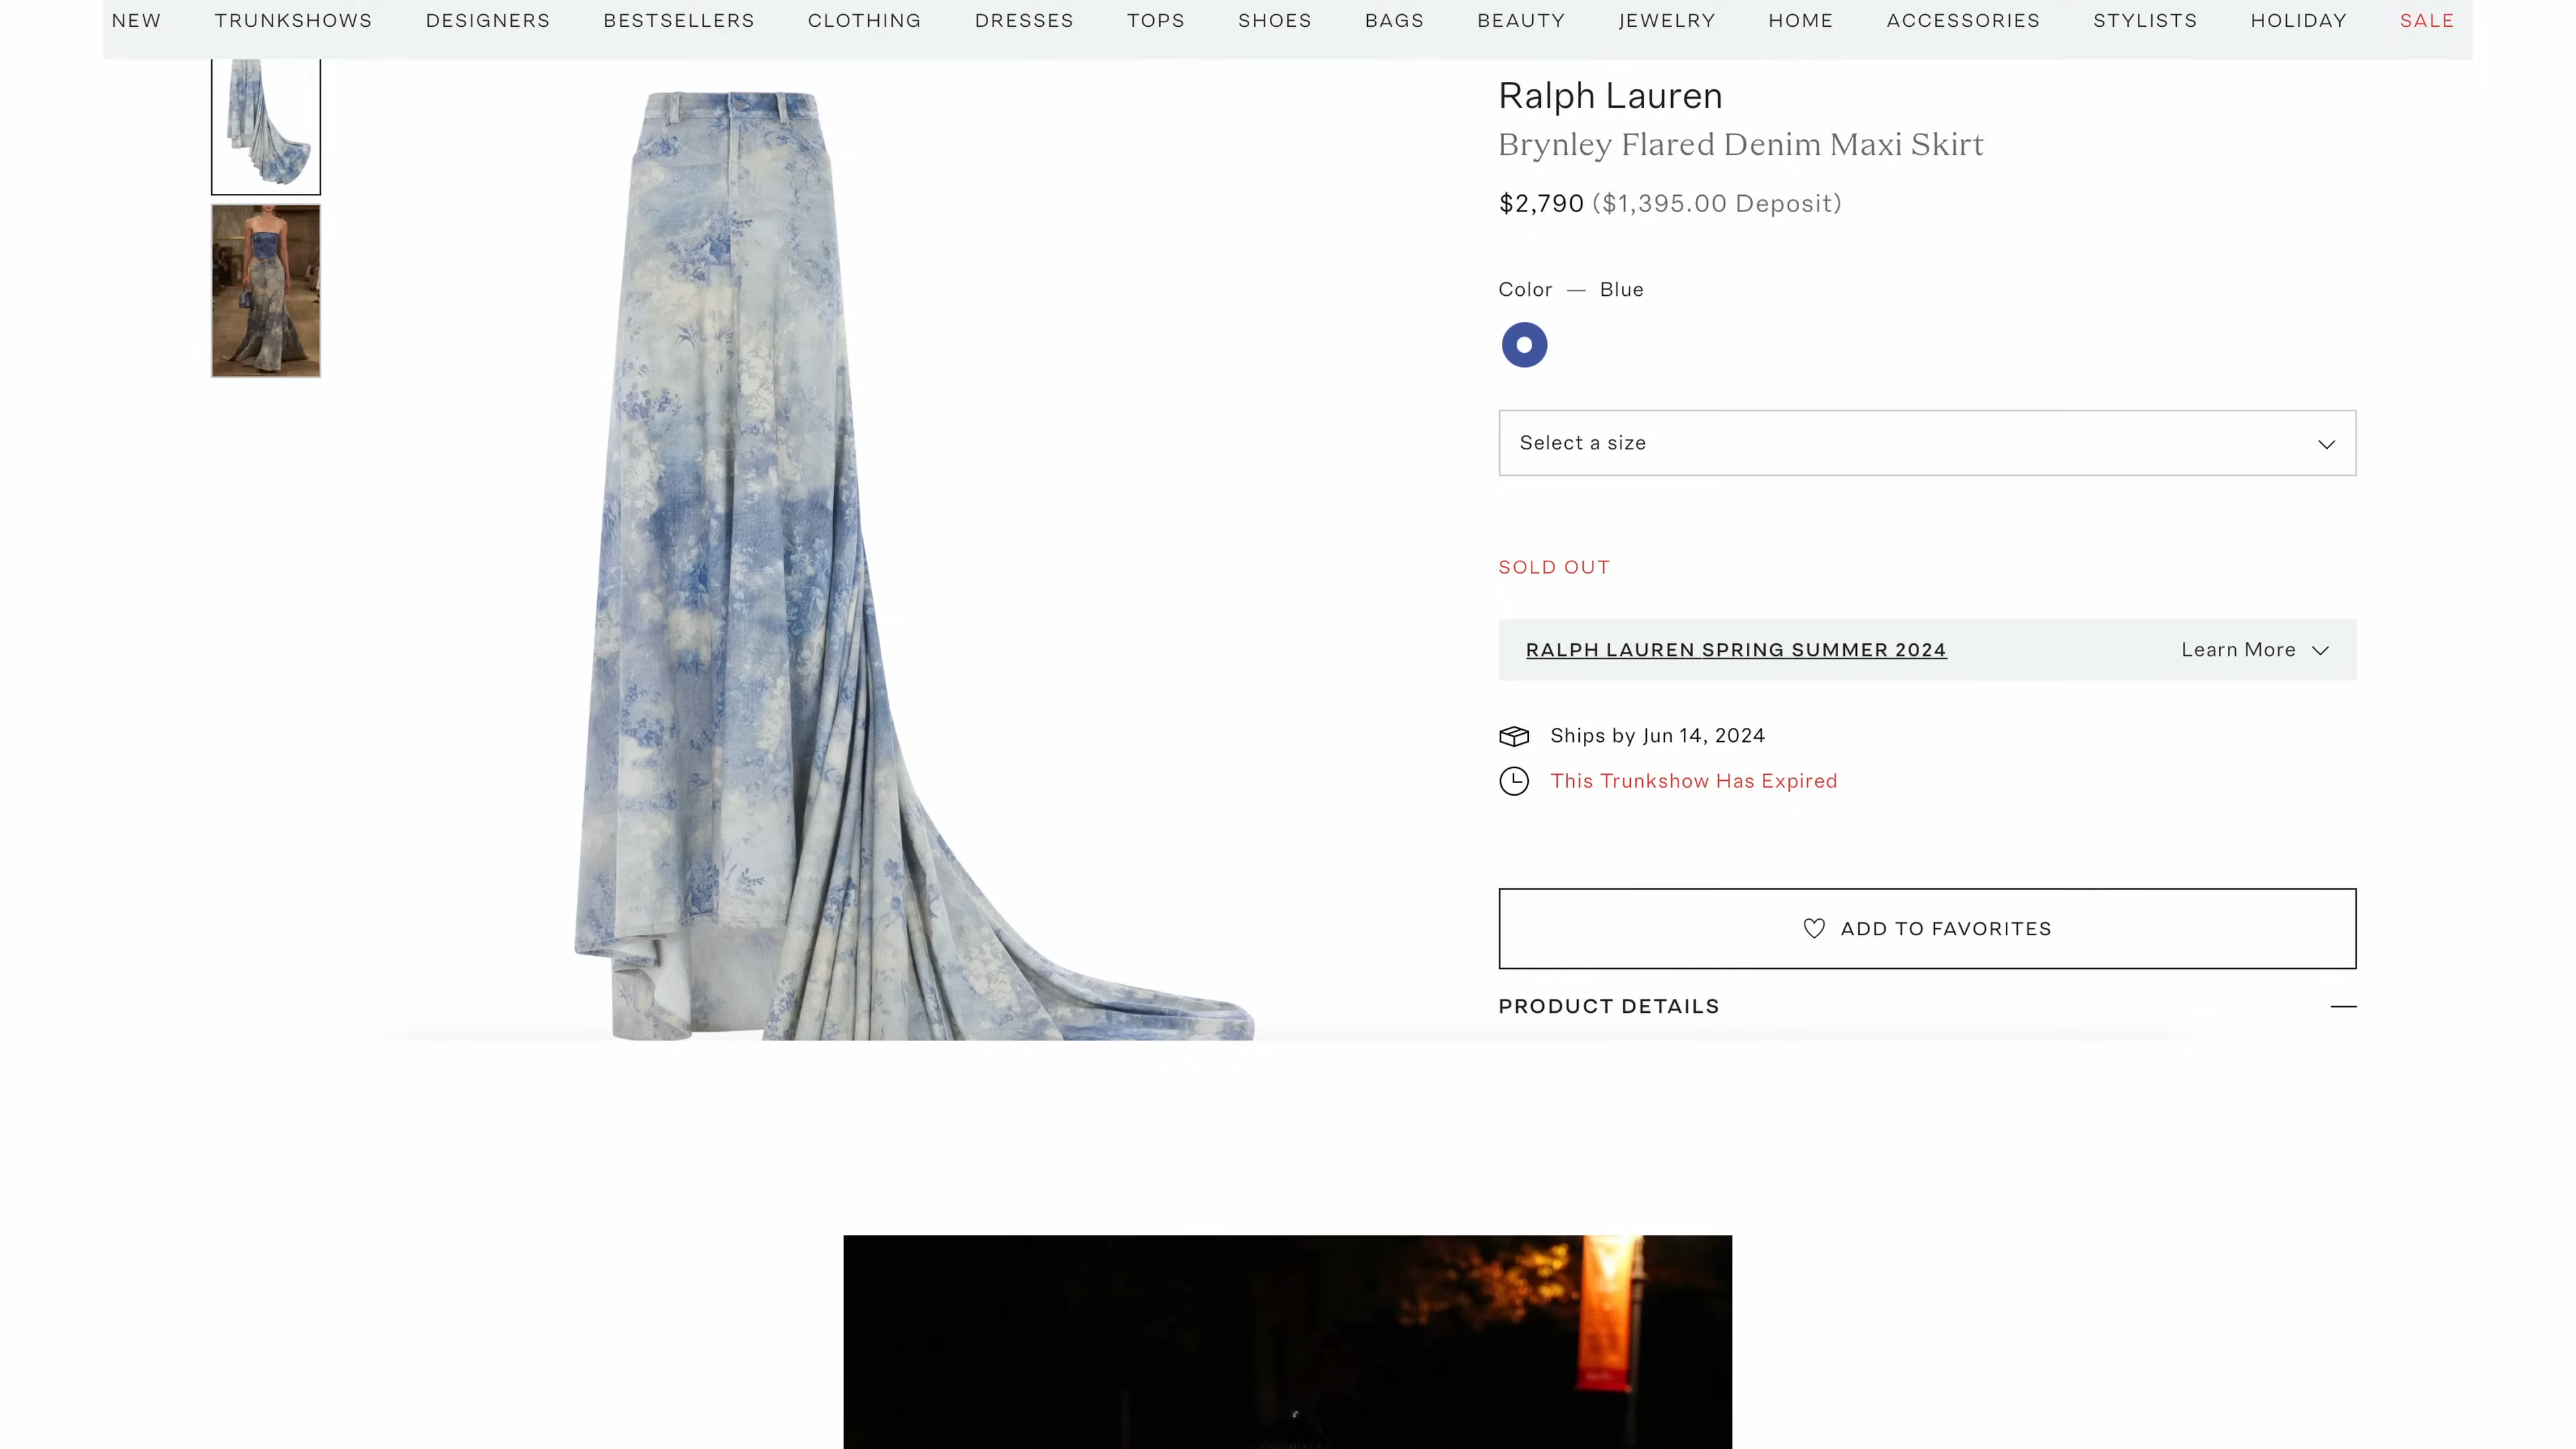 NEW TRUNKSHOWS DESIGNERS BESTSELLERS CLOTHING DRESSES TOPS SHOES BAGS BEAUTY JEWELRY HOME ACCESSORIES STYLISTS HOLIDAY SALE
Ralph Lauren
Brynley Flared Denim Maxi Skirt
$2,790 ($1,395.00 Deposit)
Color — Blue
Select a size
SOLD OUT
RALPH LAUREN SPRING SUMMER 2024 Learn More
Ships by Jun 14, 2024
This Trunkshow Has Expired
ADD TO FAVORITES
PRODUCT DETAILS